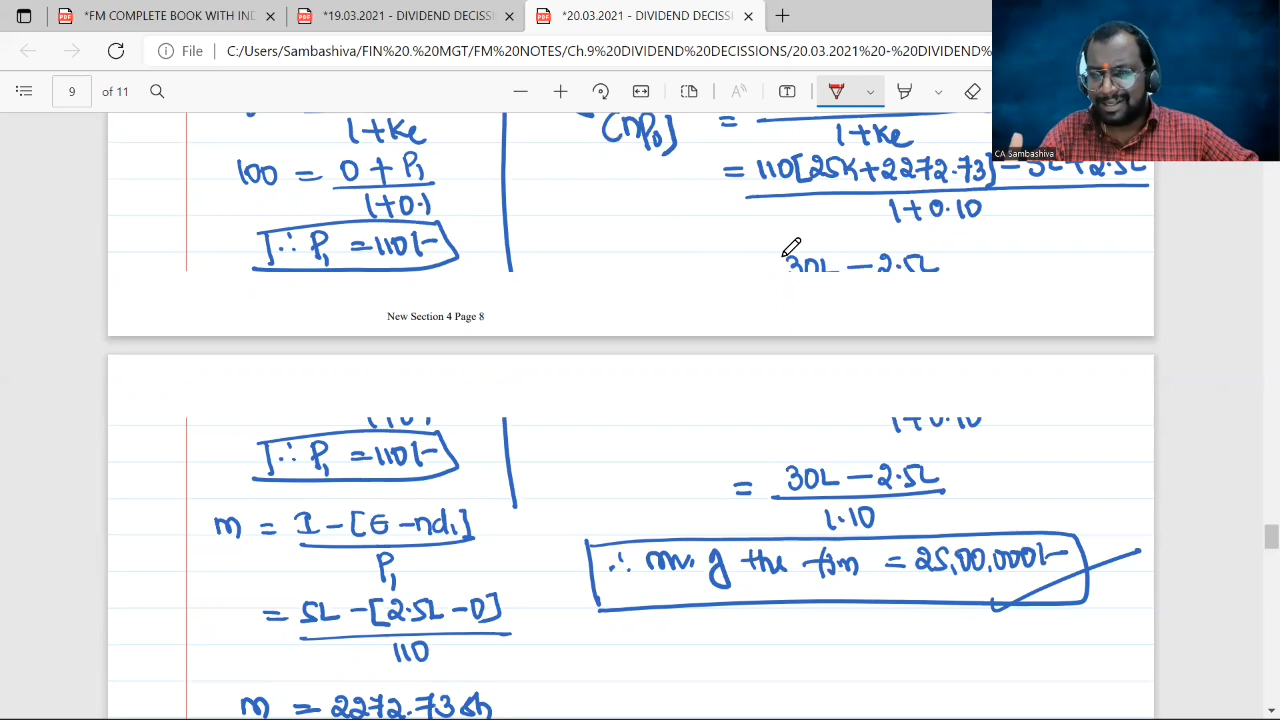 *FM COMPLETE BOOK WITH IND
*19.03.2021 - DIVIDEND DECISSI
*20.03.2021 - DIVIDEND DECISS
File
C:/Users/Sambashiva/FIN%20.%20MGT/FM%20NOTES/Ch.9%20DIVIDEND%20DECISSIONS/20.03.2021%20-%20DIVIDEND%
9 of 11
CA Sambashiva
1+Ke
100 = 0 + P₁
1+0.1
∴ P₁ = 110/-
(nP₀] =
1+Ke
= 110[25K+2272.73] - 5L+2.5L
1+0.10
30L - 2.5L
New Section 4 Page 8
∴ P₁ = 110/-
m = I - [E - nd₁]
P₁
= 5L - [2.5L - 0]
110
m = 2272.73 sh
1+0.10
= 30L - 2.5L
1.10
∴ mv. of the firm = 25,00,000/-